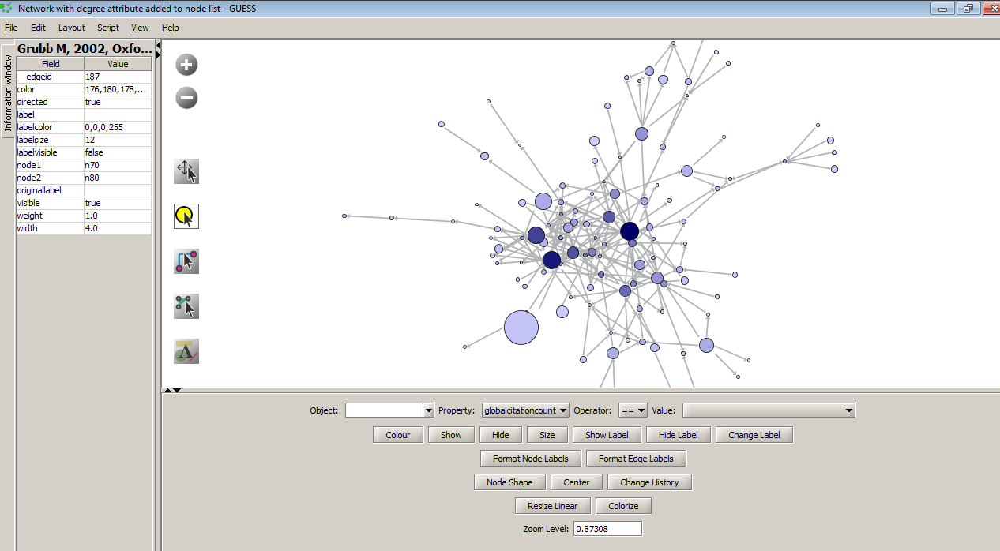 Network with degree attribute added to node list - GUESS
File Edit Layout Script View Help
Information Window
Grubb M, 2002, Oxfo...
Field Value
__edgeid 187
color 176,180,178,...
directed true
label
labelcolor 0,0,0,255
labelsize 12
labelvisible false
node1 n70
node2 n80
originallabel
visible true
weight 1.0
width 4.0
A
Object: Property: globalcitationcount Operator: == Value:
Colour Show Hide Size Show Label Hide Label Change Label
Format Node Labels Format Edge Labels
Node Shape Center Change History
Resize Linear Colorize
Zoom Level: 0.87308